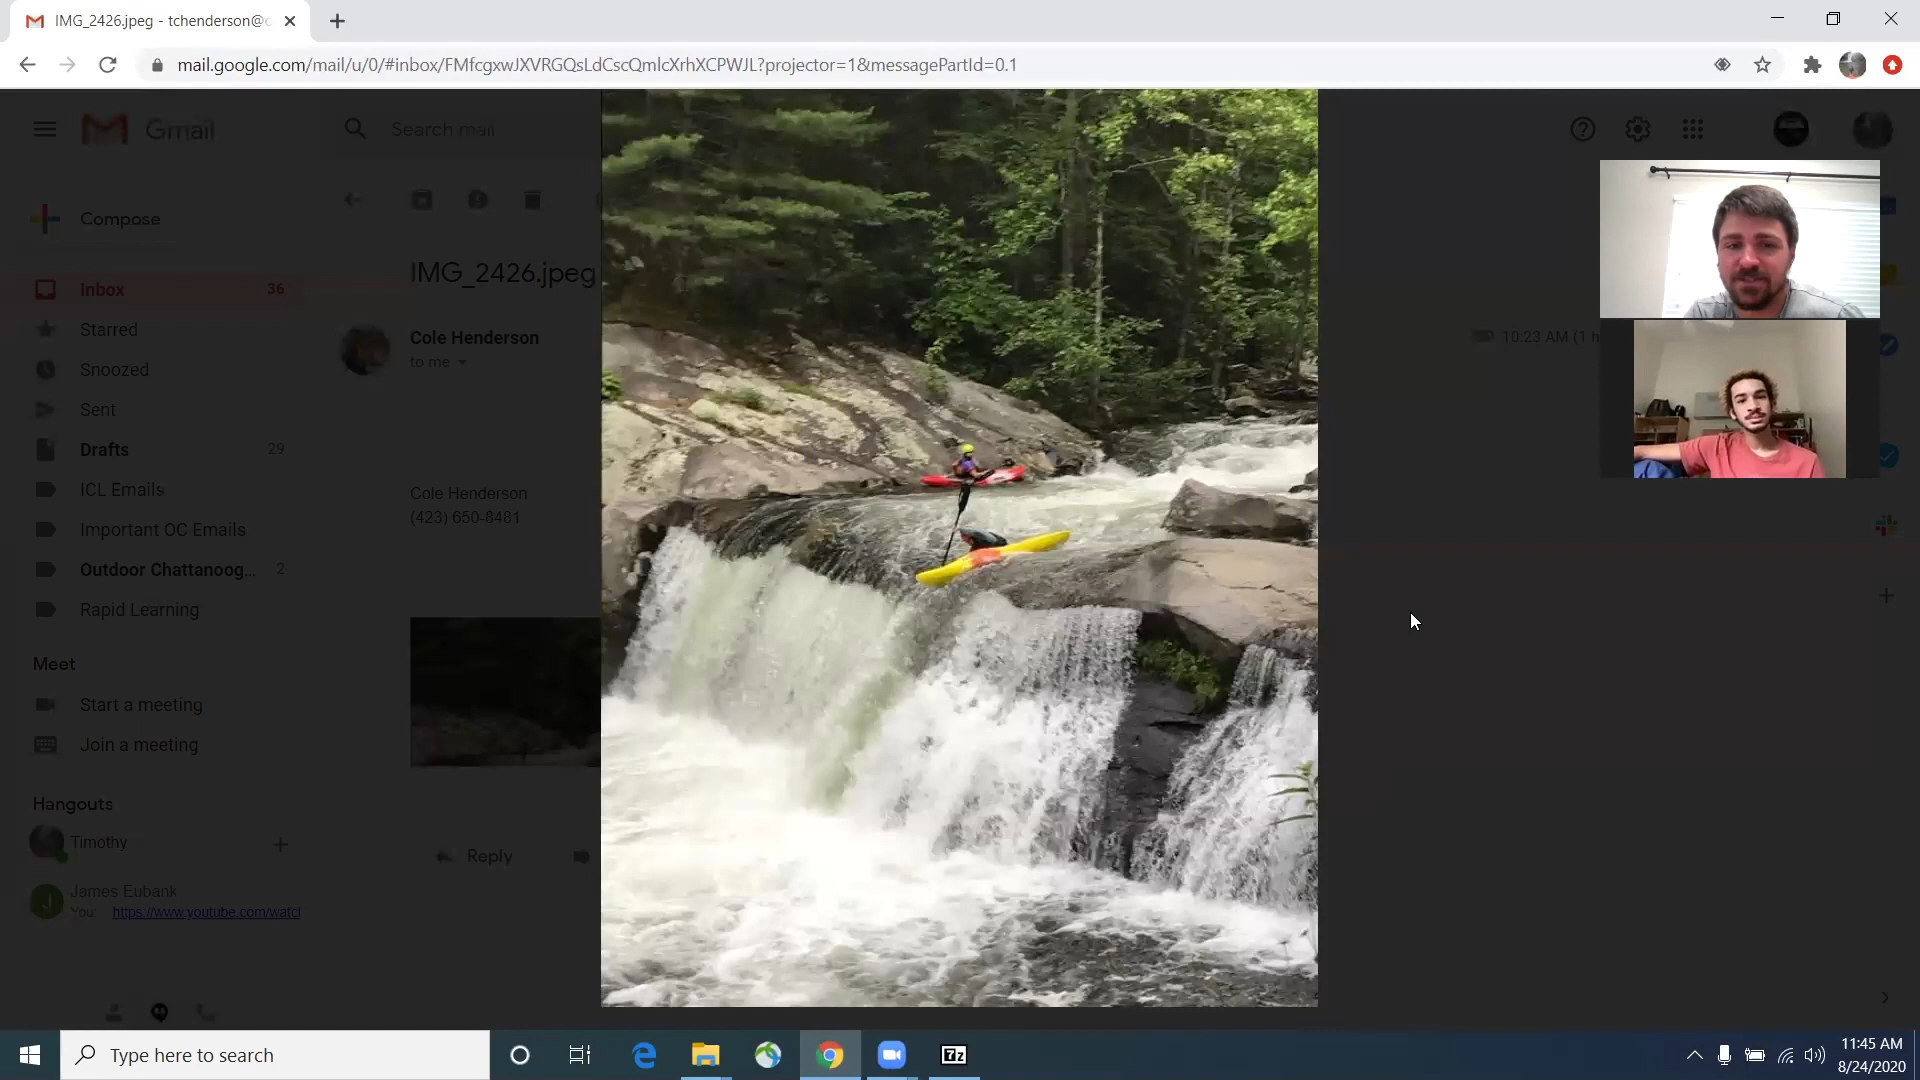 IMG_2426.jpeg - tchenderson@
mail.google.com/mail/u/0/#inbox/FMfcgxwJXVRGQsLdCscQmlcXrhXCPWJL?projector=1&messagePartId=0.1
Gmail
Search mail
Compose
Inbox 36
Starred
Snoozed
Sent
Drafts 29
ICL Emails
Important OC Emails
Outdoor Chattanoog... 2
Rapid Learning
Meet
Start a meeting
Join a meeting
Hangouts
Timothy
James Eubank
You: https://www.youtube.com/watcl
IMG_2426.jpeg
Cole Henderson
to me
10:23 AM (1 h
Cole Henderson
(423) 650-8481
Reply
J
Type here to search
7z
11:45 AM
8/24/2020